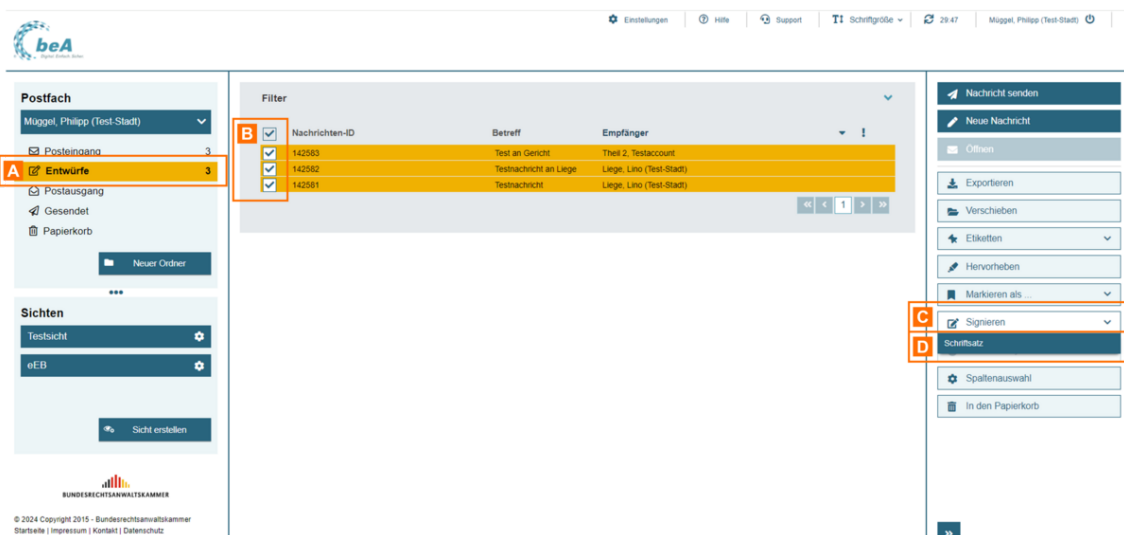 Einstellungen Hilfe Support Schriftgröße 29:47 Müggel, Philipp (Test-Stadt)
beA
Postfach
Müggel, Philipp (Test-Stadt)
Posteingang 3
A Entwürfe 3
Postausgang
Gesendet
Papierkorb
Neuer Ordner
Sichten
Testsicht
eEB
Sicht erstellen
BUNDESRECHTSANWALTSKAMMER
© 2024 Copyright 2015 - Bundesrechtsanwaltskammer
Startseite | Impressum | Kontakt | Datenschutz
Filter
B Nachrichten-ID Betreff Empfänger !
142583 Test an Gericht Theil 2, Testaccount
142582 Testnachricht an Liege Liege, Lino (Test-Stadt)
142581 Testnachricht Liege, Lino (Test-Stadt)
« < 1 > »
Nachricht senden
Neue Nachricht
Öffnen
Exportieren
Verschieben
Etiketten
Hervorheben
Markieren als ...
C Signieren
D Schriftsatz
Spaltenauswahl
In den Papierkorb
»